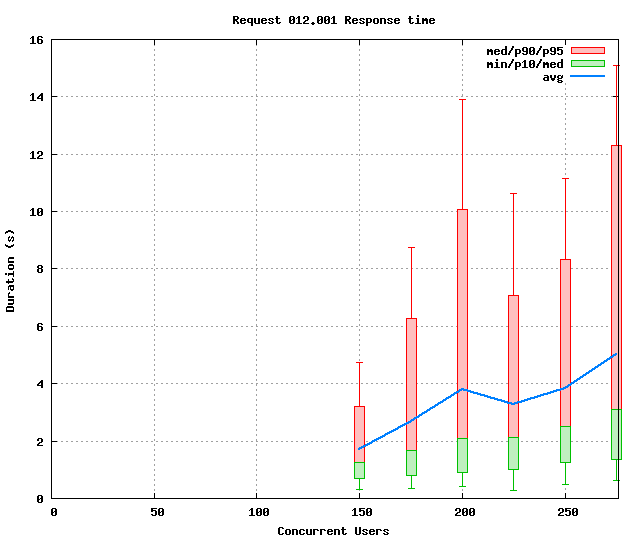 Request 012.001 Response time
med/p90/p95
min/p10/med
avg
16
14
12
10
8
6
4
2
0
Duration (s)
0 50 100 150 200 250
Concurrent Users